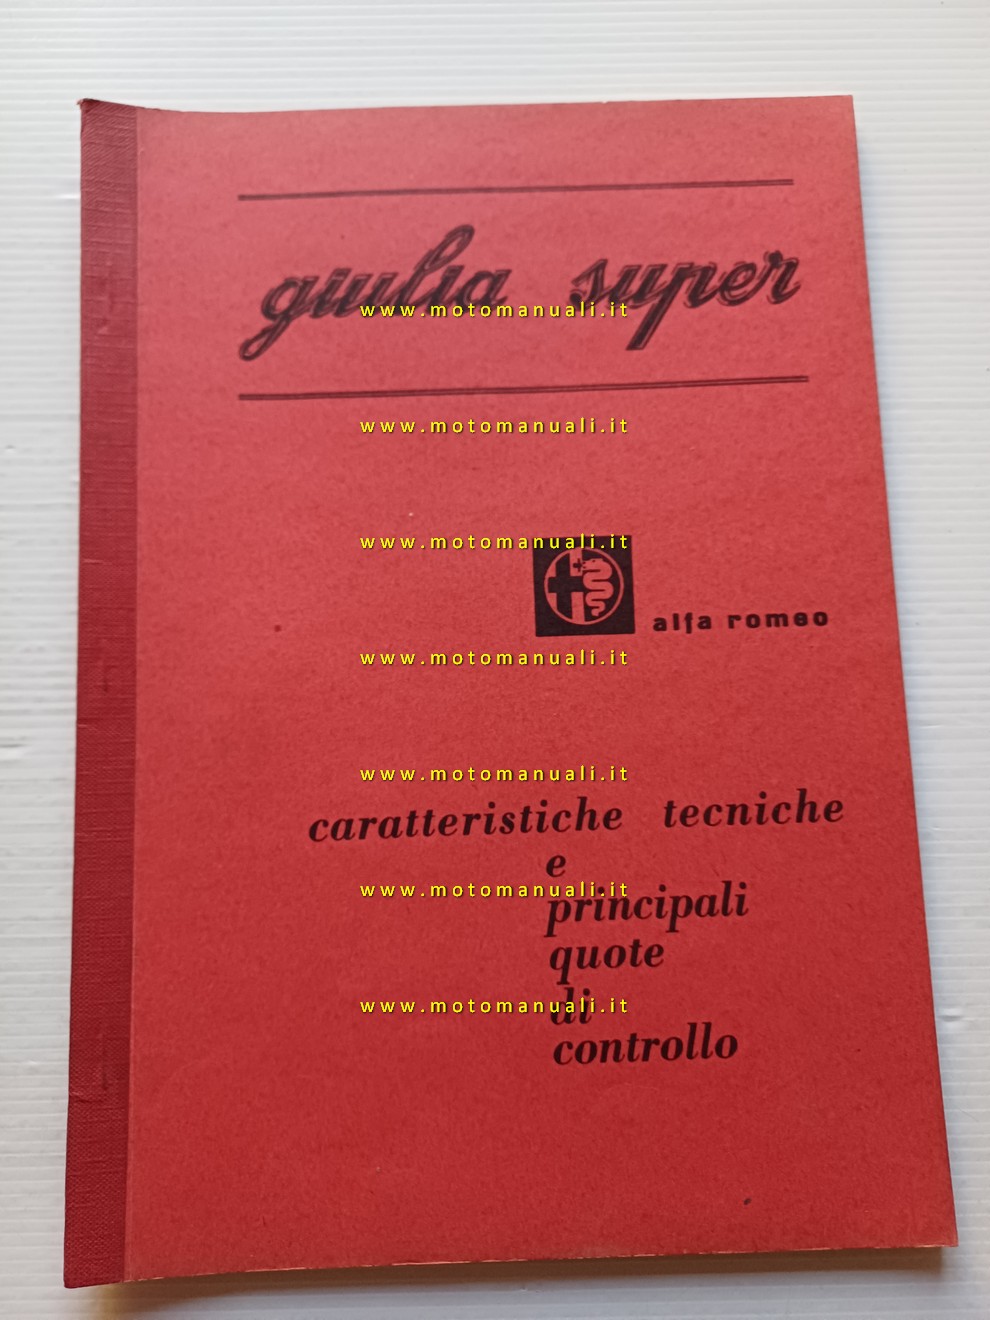 giulia super
www.motomanuali.it
www.motomanuali.it
www.motomanuali.it
alfa romeo
www.motomanuali.it
www.motomanuali.it
caratteristiche tecniche
e
www.motomanuali.it
principali
quote
di
www.motomanuali.it
controllo